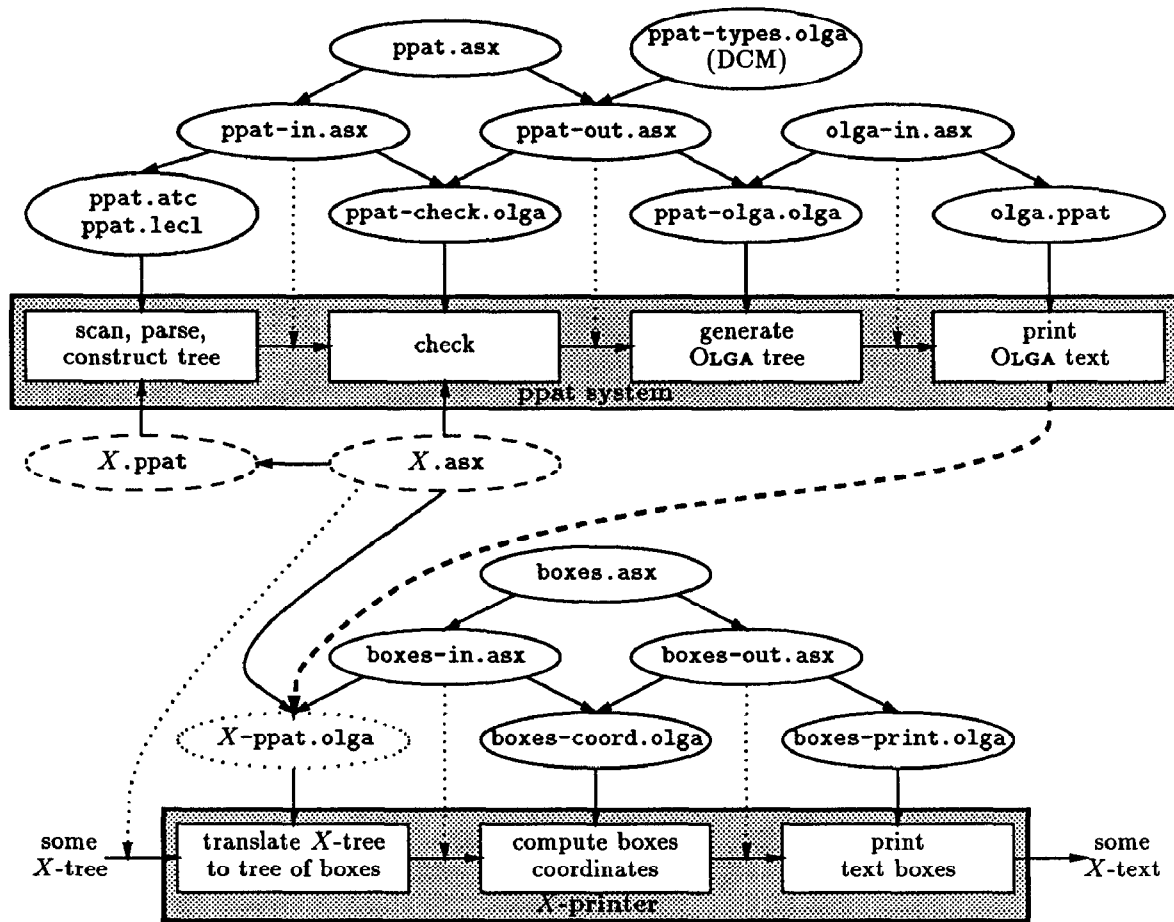 ppat.asx
ppat-types.olga
(DCM)
ppat-in.asx
ppat-out.asx
olga-in.asx
ppat.atc
ppat.lecl
ppat-check.olga
ppat-olga.olga
olga.ppat
scan, parse,
construct tree
check
generate
OLGA tree
print
OLGA text
ppat system
X.ppat
X.asx
boxes.asx
boxes-in.asx
boxes-out.asx
X-ppat.olga
boxes-coord.olga
boxes-print.olga
some
X-tree
translate X-tree
to tree of boxes
compute boxes
coordinates
print
text boxes
some
X-text
X-printer